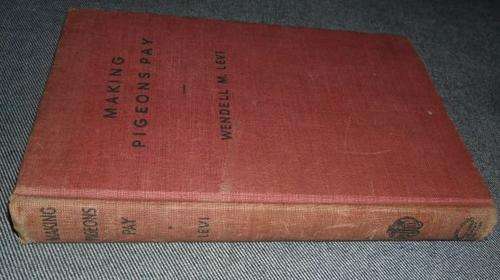 MAKING
PIGEONS PAY
WENDELL M. LEVI
MAKING
PIGEONS
PAY
LEVI